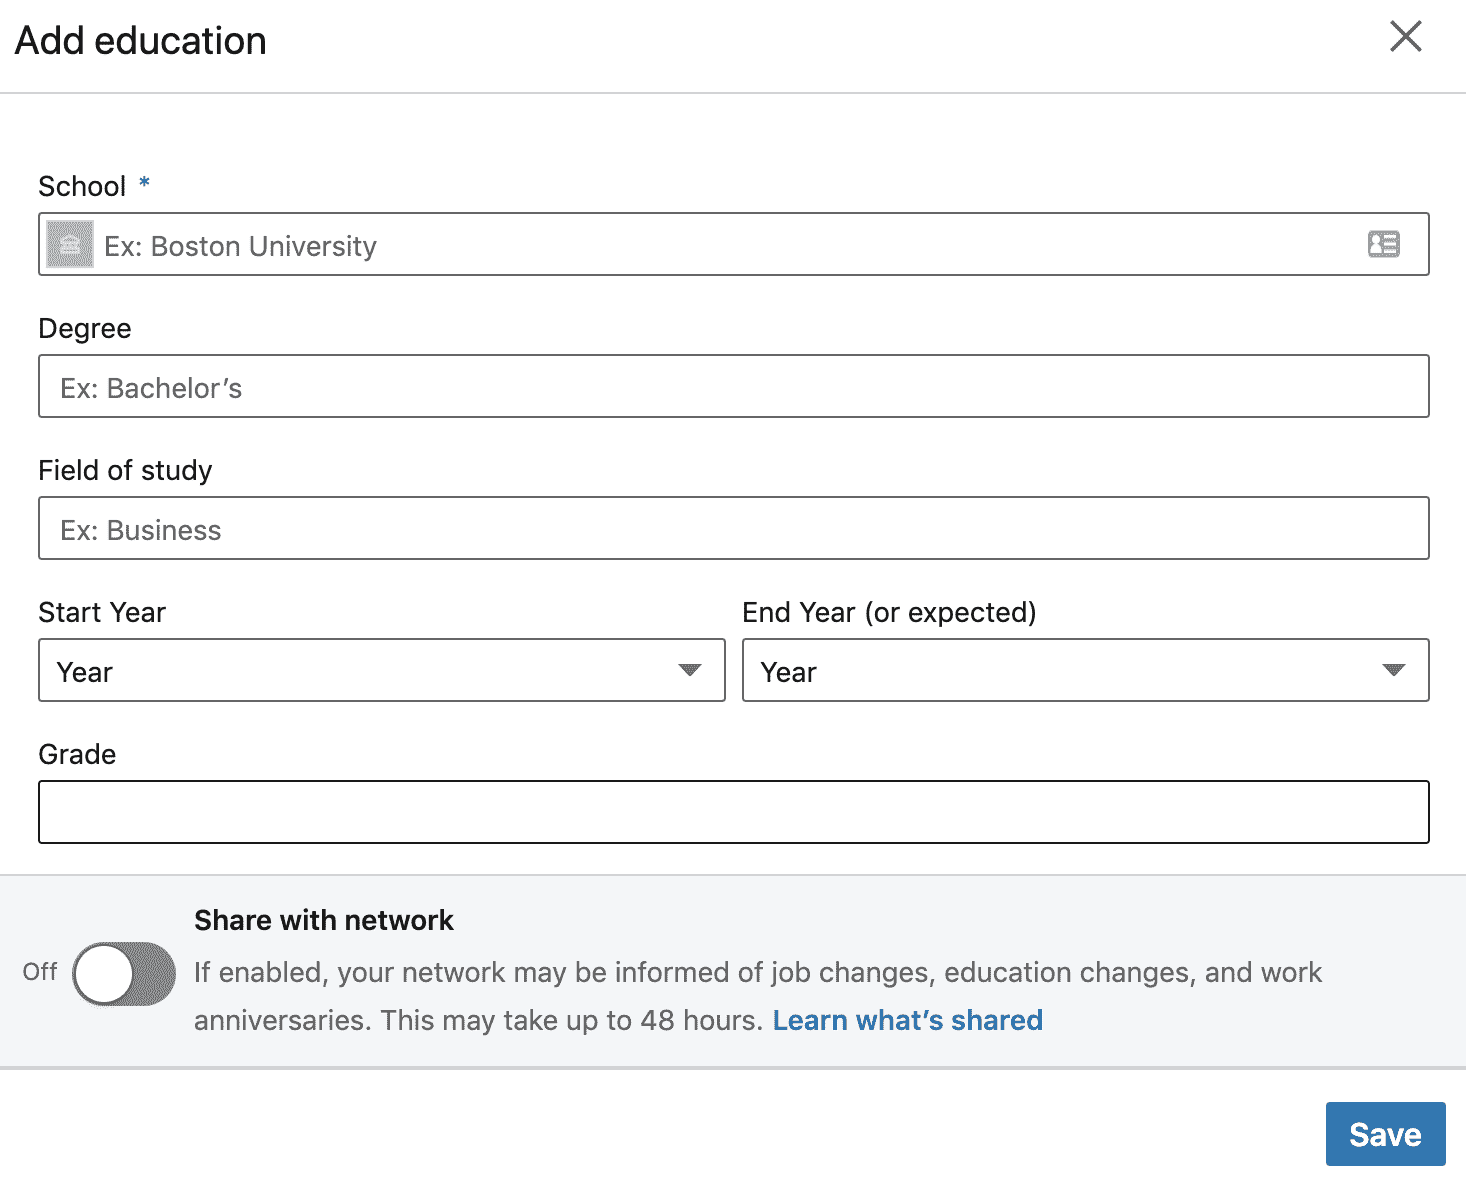 Add education
School *
Ex: Boston University
Degree
Ex: Bachelor’s
Field of study
Ex: Business
Start Year
Year
End Year (or expected)
Year
Grade
Share with network
Off
If enabled, your network may be informed of job changes, education changes, and work
anniversaries. This may take up to 48 hours. Learn what’s shared
Save